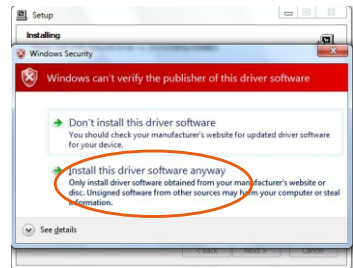 Setup
Installing
Windows Security
Windows can't verify the publisher of this driver software
Don't install this driver software
You should check your manufacturer's website for updated driver software
for your device.
Install this driver software anyway
Only install driver software obtained from your manufacturer's website or
disc. Unsigned software from other sources may harm your computer or steal
information.
See details
< Back Next > Cancel